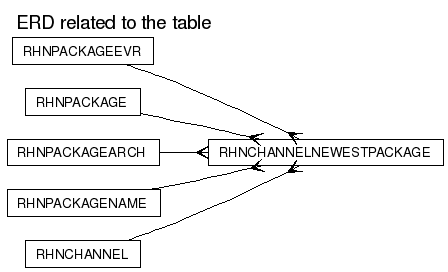 ERD related to the table
RHNPACKAGEEVR
RHNPACKAGE
RHNPACKAGEARCH
RHNCHANNELNEWESTPACKAGE
RHNPACKAGENAME
RHNCHANNEL